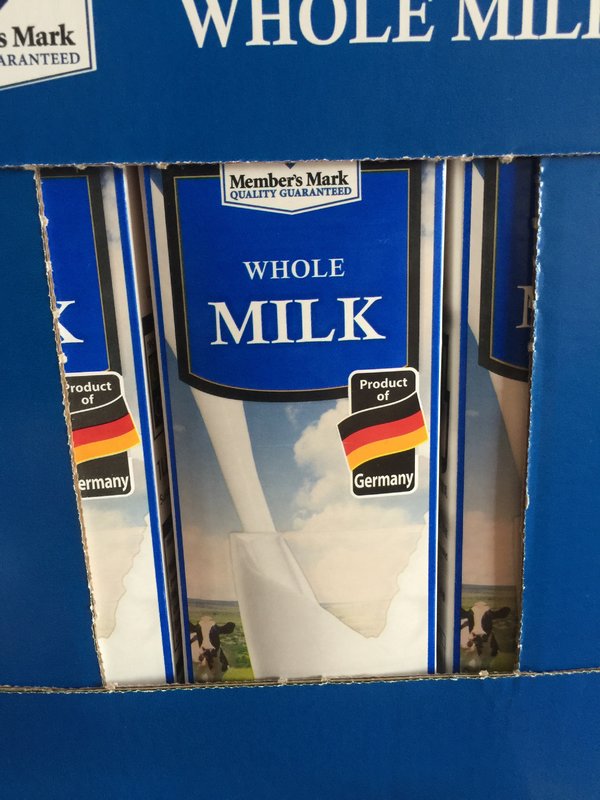 s Mark
ARANTEED
WHOLE MIL
Member's Mark
QUALITY GUARANTEED
WHOLE
MILK
Product
of
Germany
K
Product
of
ermany